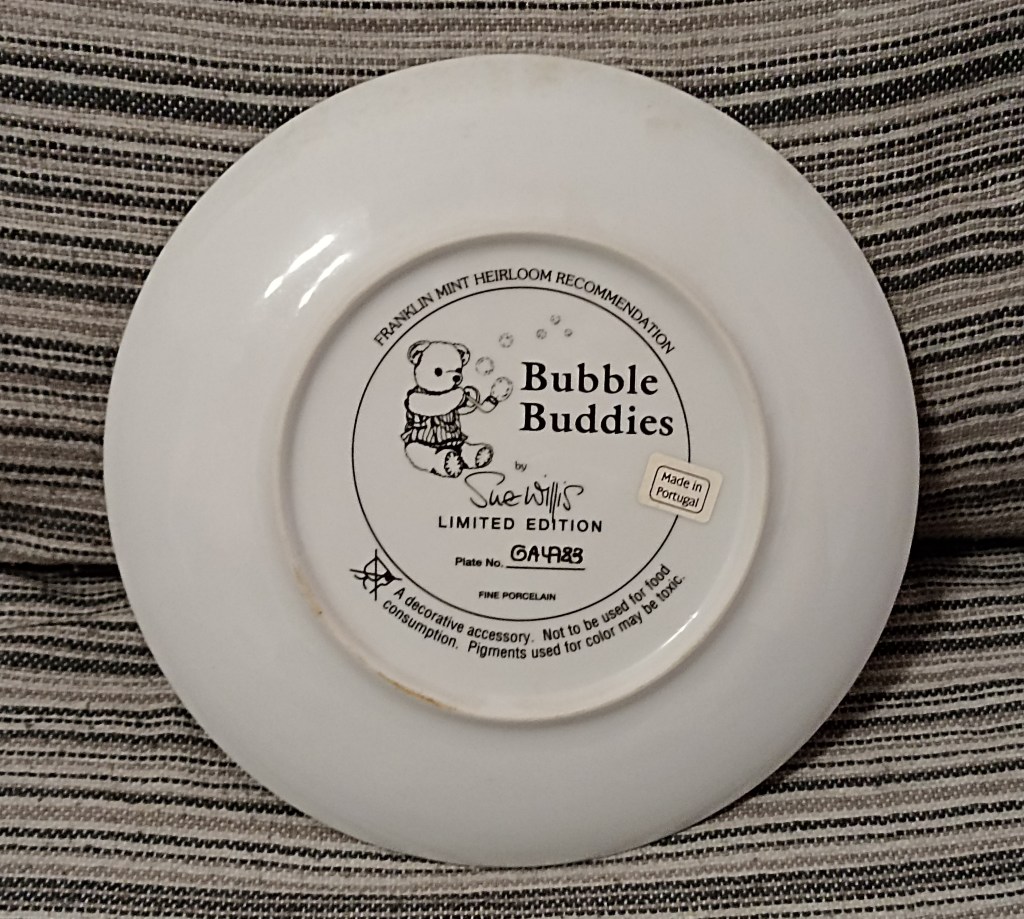 FRANKLIN MINT HEIRLOOM RECOMMENDATION
Bubble
Buddies
by
Sue Willis
LIMITED EDITION
Plate No. GA4783
FINE PORCELAIN
Made in
Portugal
A decorative accessory. Not to be used for food
consumption. Pigments used for color may be toxic.